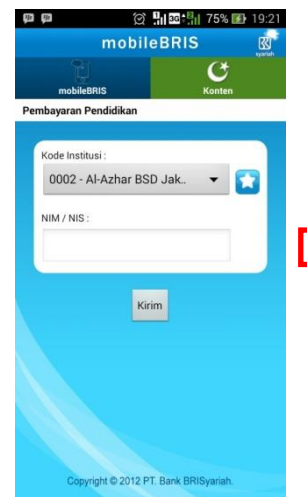 3G 75% 19:21
mobileBRIS
syariah
mobileBRIS Konten
Pembayaran Pendidikan
Kode Institusi :
0002 - Al-Azhar BSD Jak..
NIM / NIS :
Kirim
Copyright © 2012 PT. Bank BRISyariah.